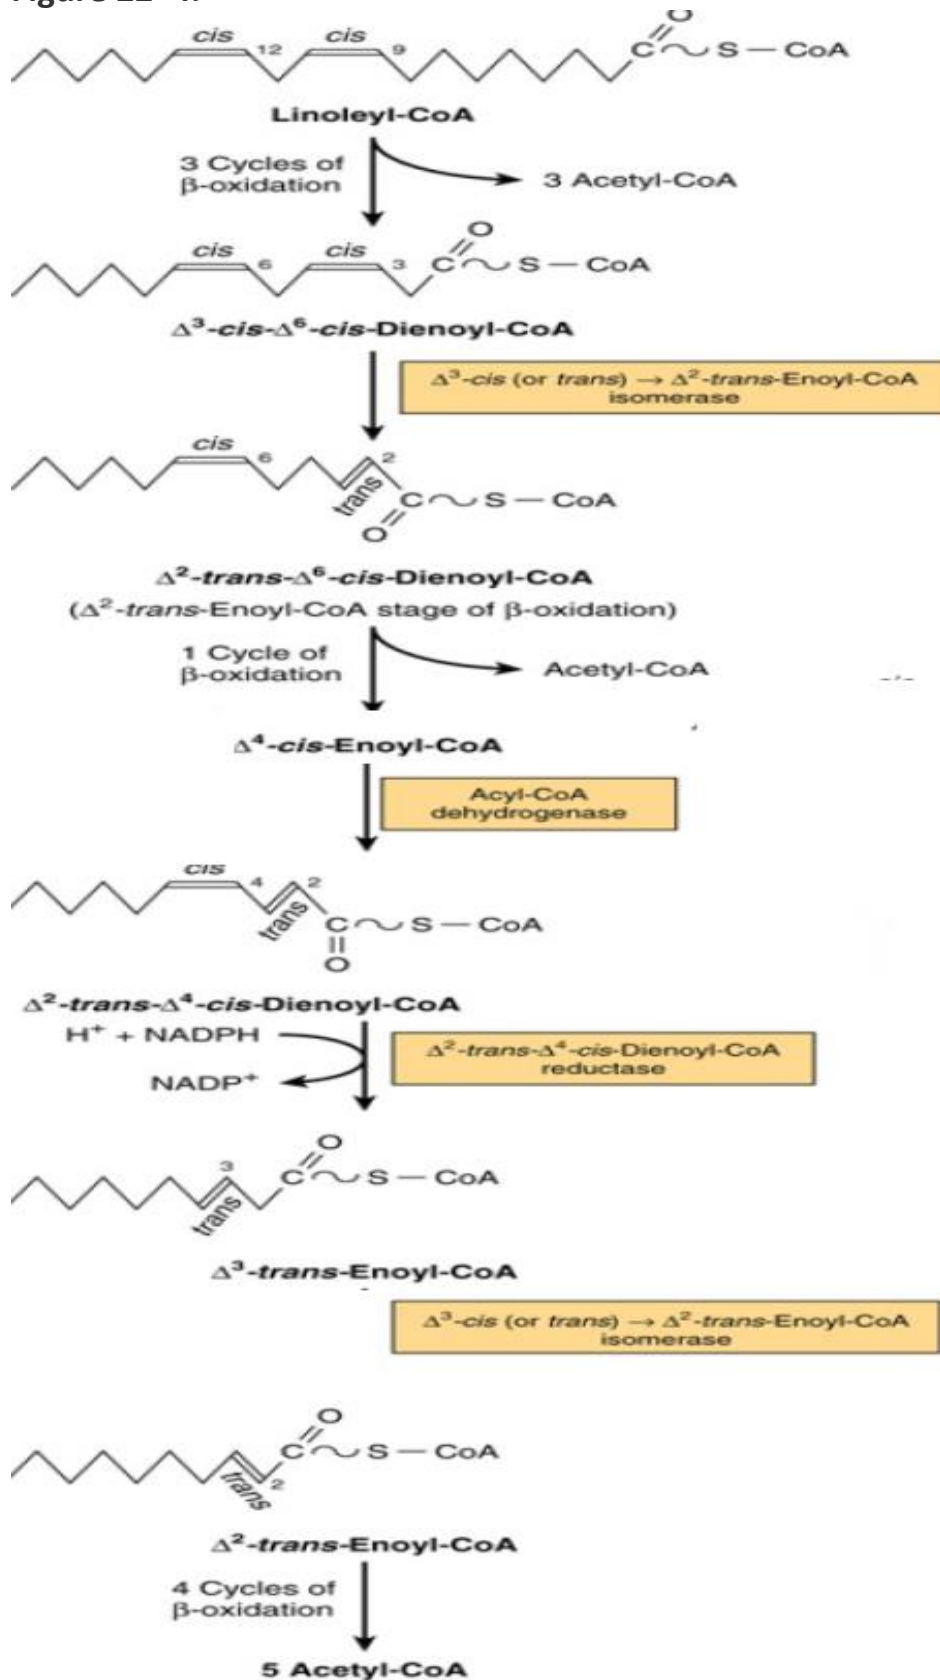 cis cis
12 9
O
C S — CoA
Linoleyl-CoA
3 Cycles of
β-oxidation
3 Acetyl-CoA
O
cis cis
6 3 C S — CoA
Δ³-cis-Δ⁶-cis-Dienoyl-CoA
Δ³-cis (or trans) → Δ²-trans-Enoyl-CoA
isomerase
cis
6 2
trans C S — CoA
O
Δ²-trans-Δ⁶-cis-Dienoyl-CoA
(Δ²-trans-Enoyl-CoA stage of β-oxidation)
1 Cycle of
β-oxidation
Acetyl-CoA
Δ⁴-cis-Enoyl-CoA
Acyl-CoA
dehydrogenase
cis
4 2
trans C S — CoA
O
Δ²-trans-Δ⁴-cis-Dienoyl-CoA
H⁺ + NADPH
NADP⁺
Δ²-trans-Δ⁴-cis-Dienoyl-CoA
reductase
O
3 C S — CoA
trans
Δ³-trans-Enoyl-CoA
Δ³-cis (or trans) → Δ²-trans-Enoyl-CoA
isomerase
O
C S — CoA
trans 2
Δ²-trans-Enoyl-CoA
4 Cycles of
β-oxidation
5 Acetyl-CoA